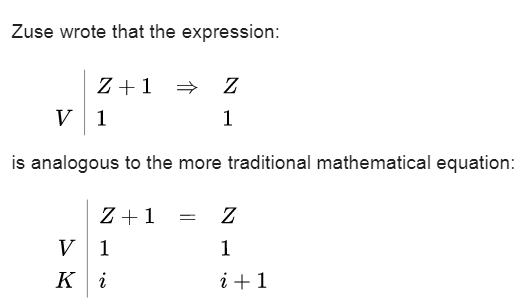 Zuse wrote that the expression:
Z + 1 ⇒ Z
V 1 1
is analogous to the more traditional mathematical equation:
Z + 1 = Z
V 1 1
K i i + 1